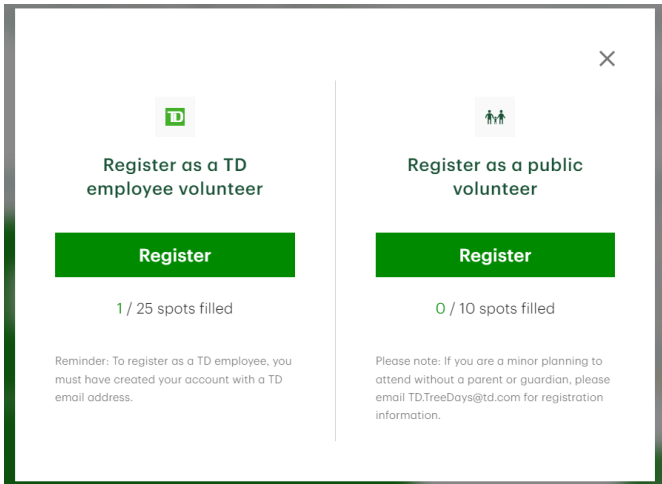 TD
Register as a TD
employee volunteer
Register
1 / 25 spots filled
Reminder: To register as a TD employee, you
must have created your account with a TD
email address.
Register as a public
volunteer
Register
0 / 10 spots filled
Please note: If you are a minor planning to
attend without a parent or guardian, please
email TD.TreeDays@td.com for registration
information.